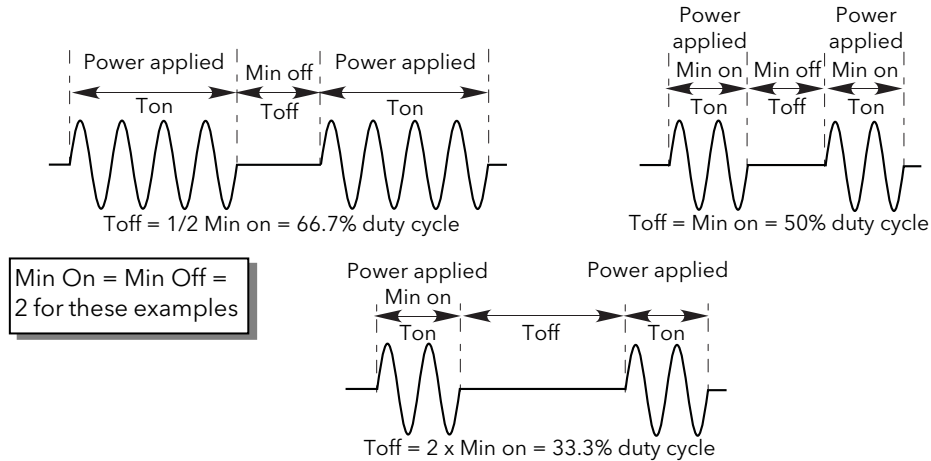 Power applied
Min off
Power applied
Ton
Toff
Ton
Toff = 1/2 Min on = 66.7% duty cycle
Power
applied
Power
applied
Min on
Min off
Min on
Ton
Toff
Ton
Toff = Min on = 50% duty cycle
Min On = Min Off =
2 for these examples
Power applied
Power applied
Min on
Ton
Toff
Ton
Toff = 2 x Min on = 33.3% duty cycle